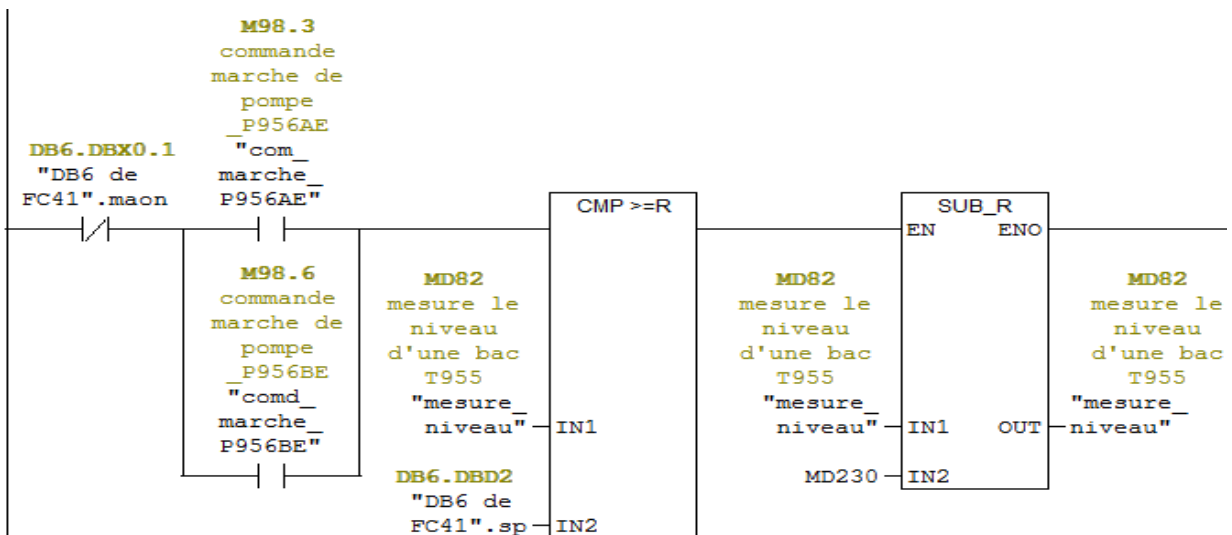 M98.3
commande
marche de
pompe
_P956AE
"com_
marche_
P956AE"
DB6.DBX0.1
"DB6 de
FC41".maon
M98.6
commande
marche de
pompe
_P956BE
"comd_
marche_
P956BE"
CMP >=R
MD82
mesure le
niveau
d'une bac
T955
"mesure_
niveau"
IN1
DB6.DBD2
"DB6 de
FC41".sp
IN2
SUB_R
EN ENO
MD82
mesure le
niveau
d'une bac
T955
"mesure_
niveau"
IN1
MD230
IN2
OUT
MD82
mesure le
niveau
d'une bac
T955
"mesure_
niveau"